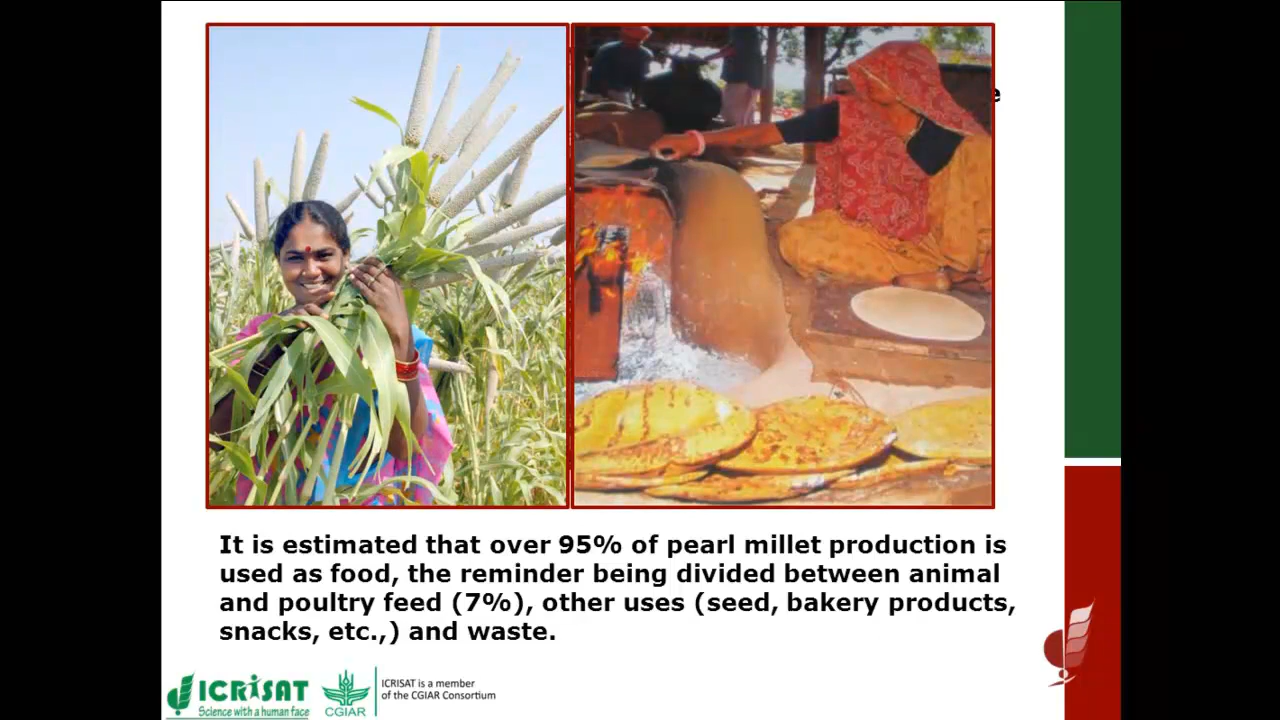 e
It is estimated that over 95% of pearl millet production is
used as food, the reminder being divided between animal
and poultry feed (7%), other uses (seed, bakery products,
snacks, etc.,) and waste.
ICRISAT
Science with a human face
CGIAR
ICRISAT is a member
of the CGIAR Consortium